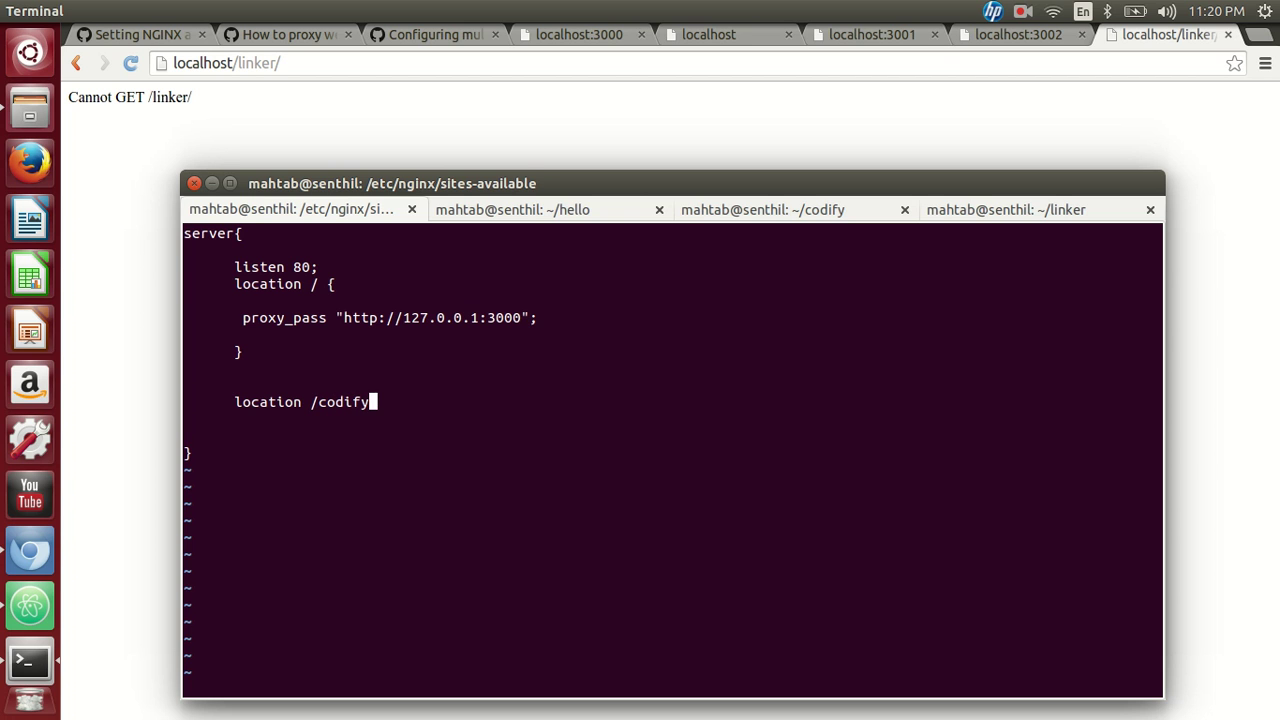 Terminal
En
11:20 PM
Setting NGINX a
How to proxy we
Configuring mul
localhost:3000
localhost
localhost:3001
localhost:3002
localhost/linker/
localhost/linker/
Cannot GET /linker/
mahtab@senthil: /etc/nginx/sites-available
mahtab@senthil: /etc/nginx/si...
mahtab@senthil: ~/hello
mahtab@senthil: ~/codify
mahtab@senthil: ~/linker
server{
listen 80;
location / {
proxy_pass "http://127.0.0.1:3000";
}
location /codify
}
~
~
~
~
~
~
~
~
~
~
~
~
~
You
Tube